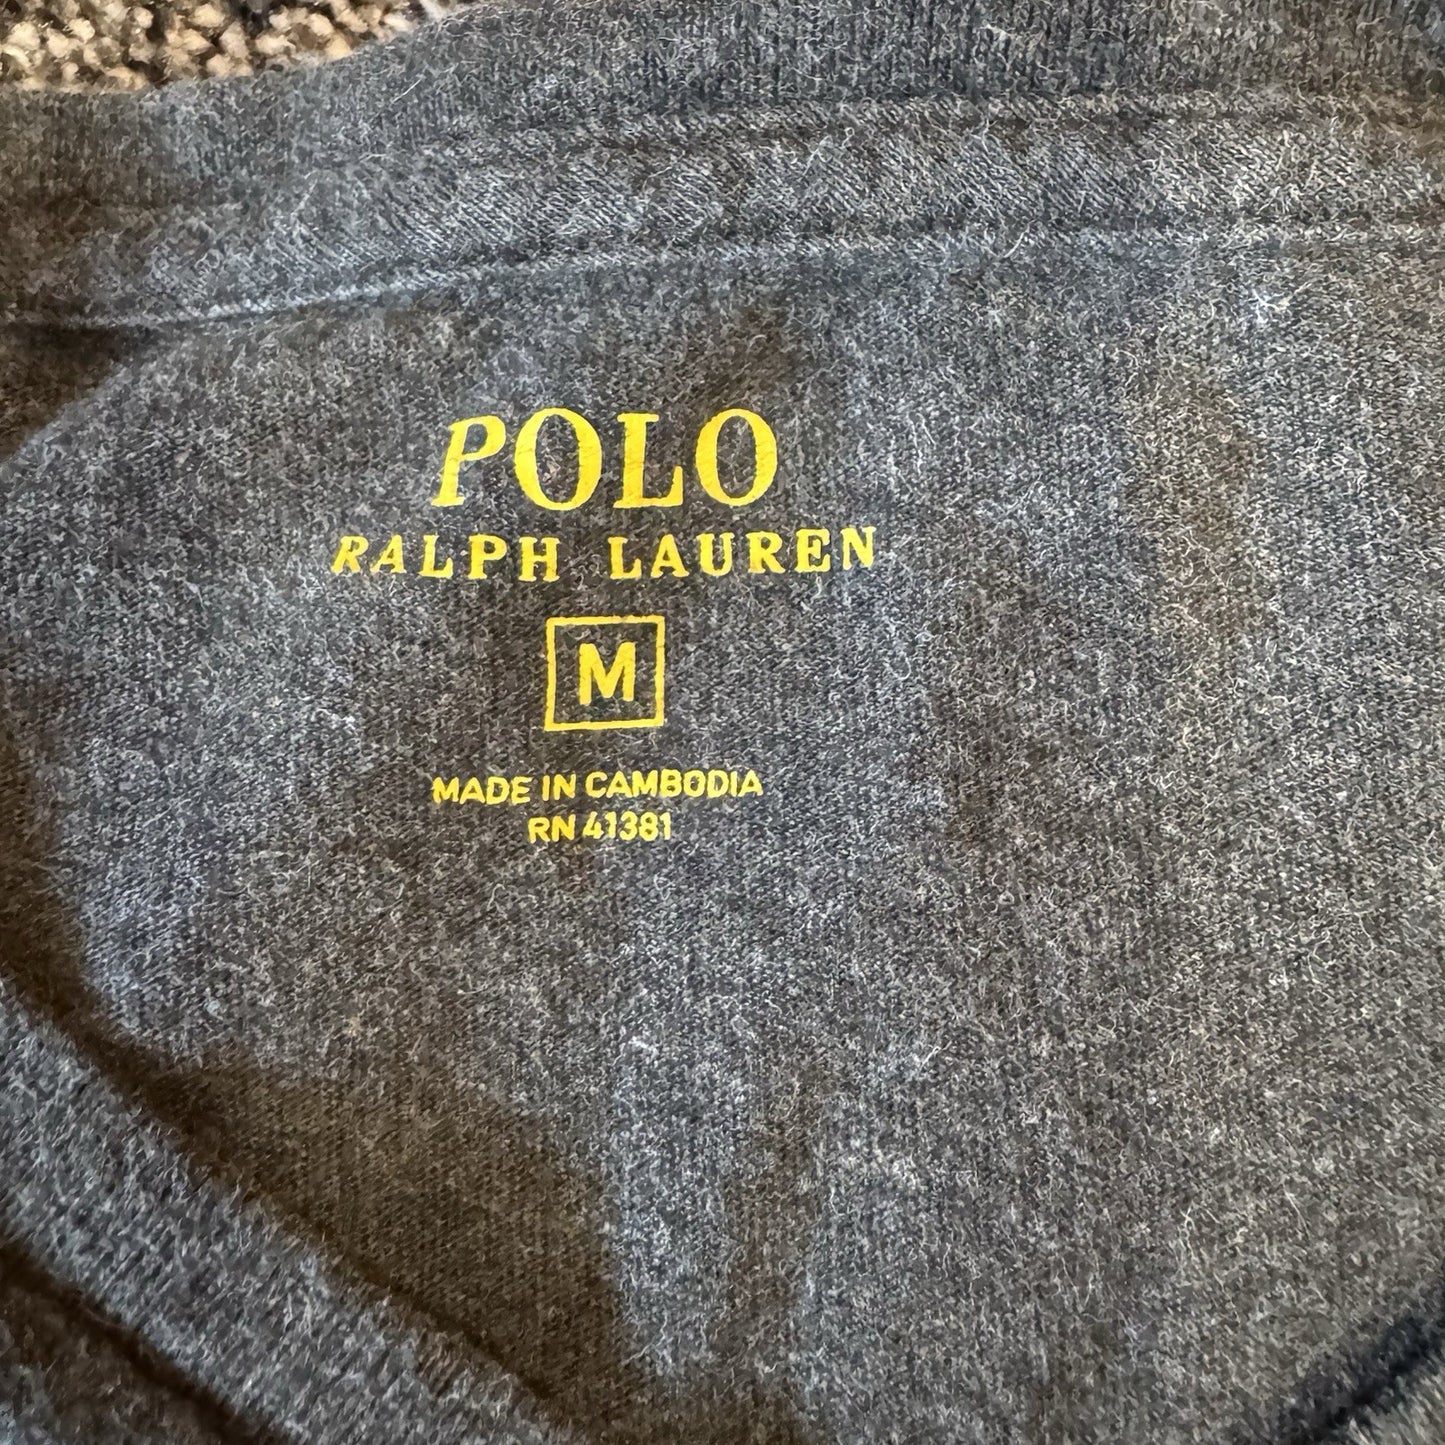 POLO
RALPH LAUREN
M
MADE IN CAMBODIA
RN 41381